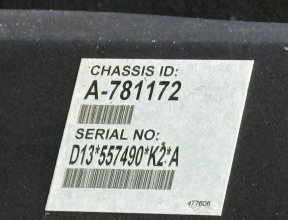 CHASSIS ID:
A-781172
SERIAL NO:
D13*557490*K2*A
477606